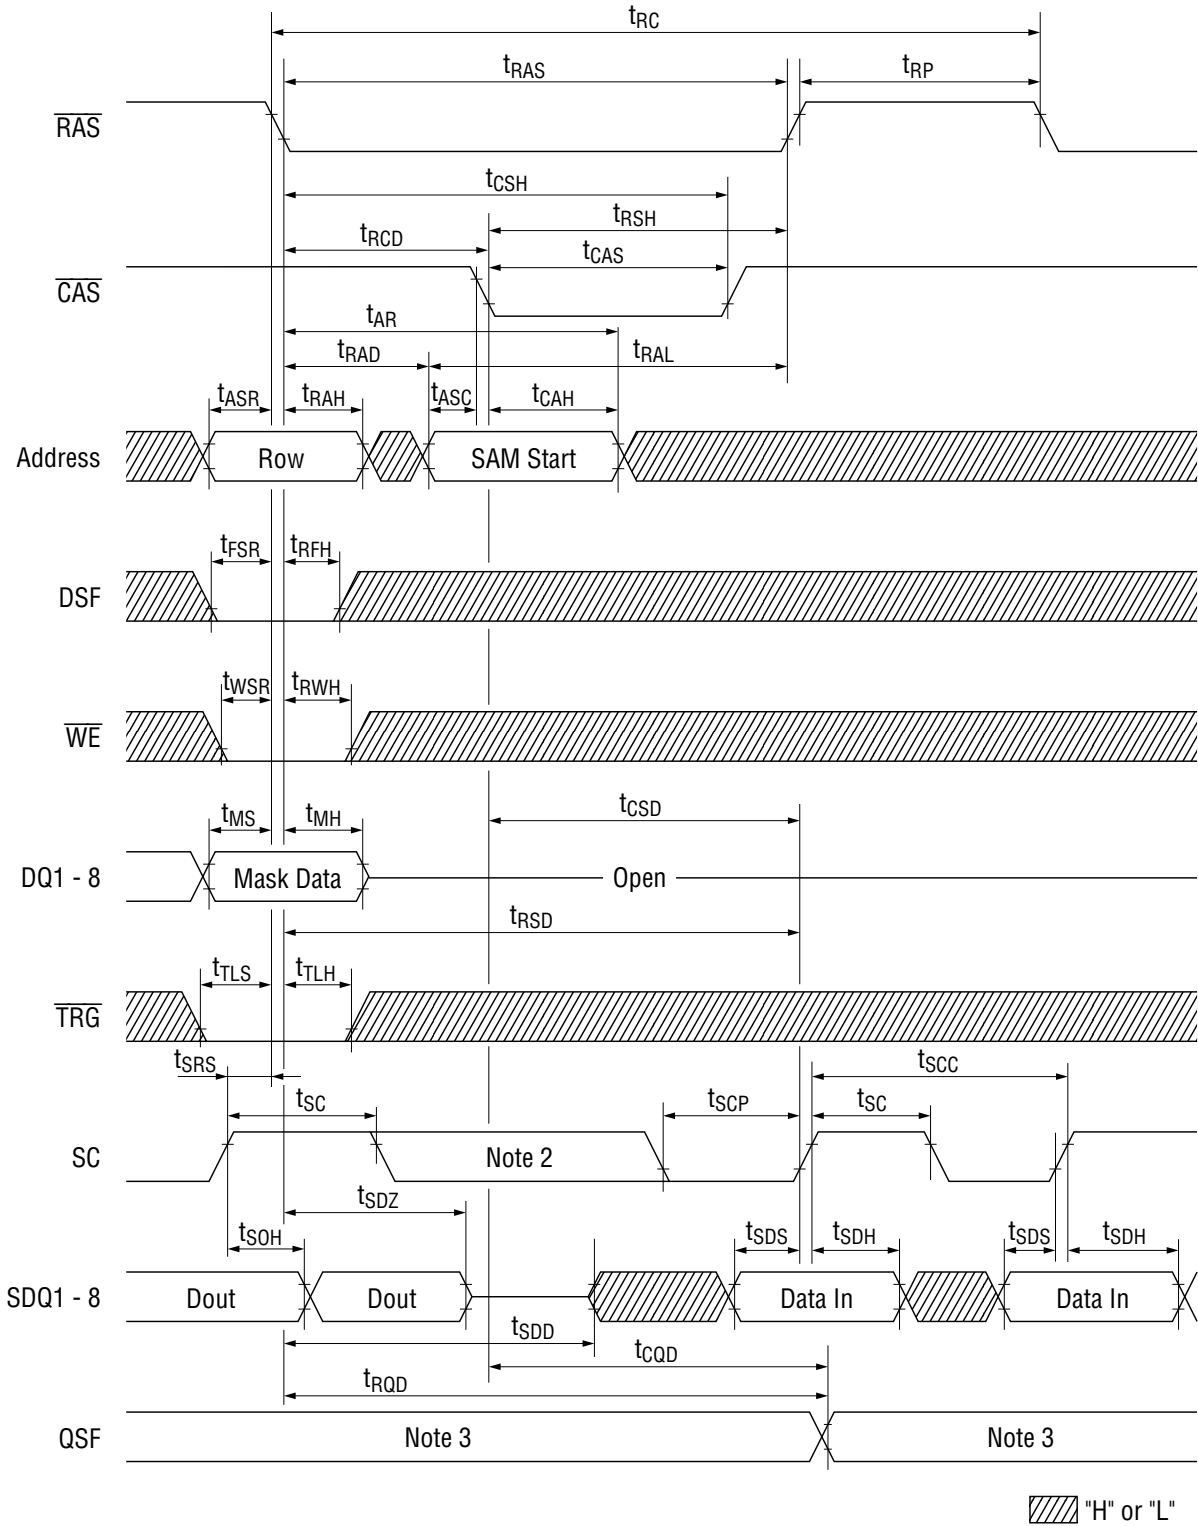 tRC
tRAS tRP
RAS
tCSH
tRSH
tRCD
tCAS
CAS
tAR
tRAD tRAL
tASR tRAH tASC tCAH
Address Row SAM Start
tFSR tRFH
DSF
tWSR tRWH
WE
tMS tMH tCSD
DQ1 - 8 Mask Data Open
tRSD
tTLS tTLH
TRG
tSRS tSCC
tSC tSCP tSC
SC Note 2
tSDZ
tSOH tSDS tSDH tSDS tSDH
SDQ1 - 8 Dout Dout Data In Data In
tSDD
tCQD
tRQD
QSF Note 3 Note 3
"H" or "L"